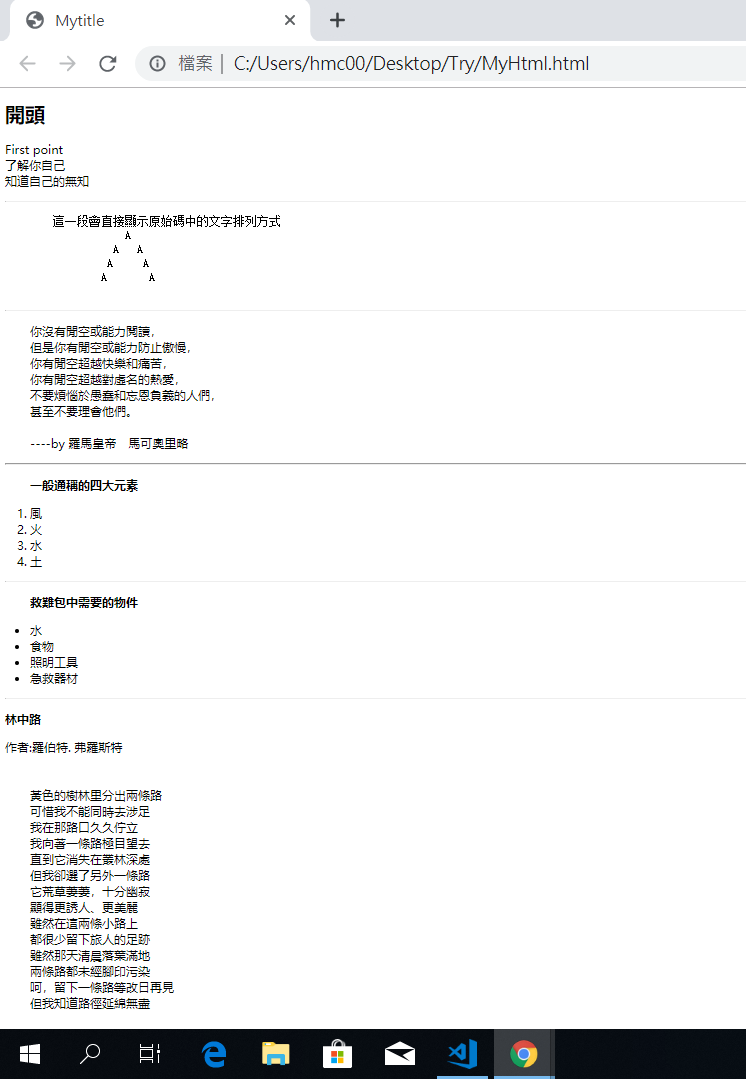 Mytitle
檔案 | C:/Users/hmc00/Desktop/Try/MyHtml.html
開頭
First point
了解你自己
知道自己的無知
這一段會直接顯示原始碼中的文字排列方式
A
A A
A A
A A
你沒有閒空或能力閱讀，
但是你有閒空或能力防止傲慢，
你有閒空超越快樂和痛苦，
你有閒空超越對虛名的熱愛，
不要煩惱於愚蠢和忘恩負義的人們，
甚至不要理會他們。
----by 羅馬皇帝　馬可奧里略
一般通稱的四大元素
1. 風
2. 火
3. 水
4. 土
救難包中需要的物件
• 水
• 食物
• 照明工具
• 急救器材
林中路
作者:羅伯特. 弗羅斯特
黃色的樹林里分出兩條路
可惜我不能同時去涉足
我在那路口久久佇立
我向著一條路極目望去
直到它消失在叢林深處
但我卻選了另外一條路
它荒草萋萋，十分幽寂
顯得更誘人、更美麗
雖然在這兩條小路上
都很少留下旅人的足跡
雖然那天清晨落葉滿地
兩條路都未經腳印污染
呵，留下一條路等改日再見
但我知道路徑延綿無盡